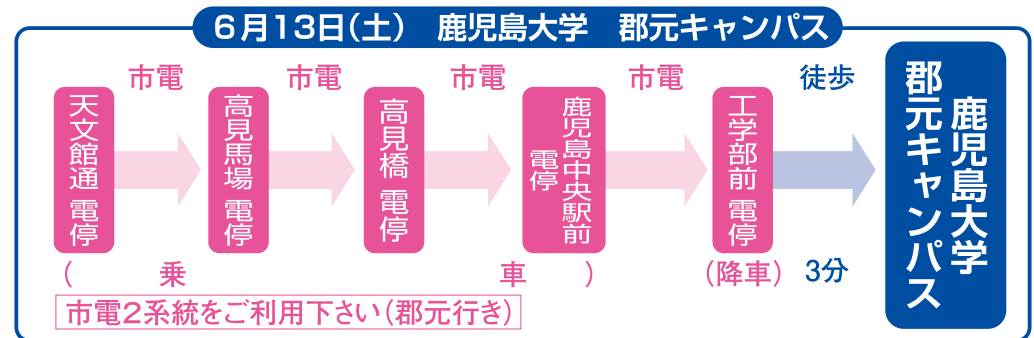 6月13日(土) 鹿児島大学 郡元キャンパス
市電 市電 市電 市電 徒歩
天文館通 電停
高見馬場 電停
高見橋 電停
鹿児島中央駅前
電停
工学部前 電停
鹿児島大学
郡元キャンパス
( 乗 車 ) (降車) 3分
市電2系統をご利用下さい(郡元行き)